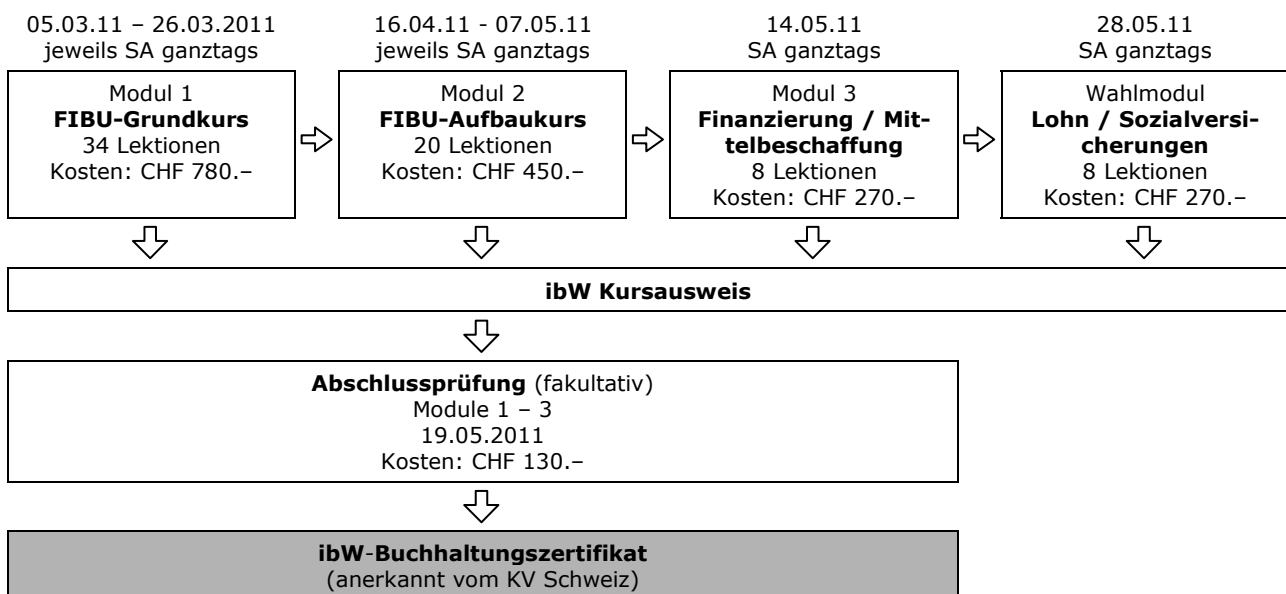 05.03.11 – 26.03.2011
jeweils SA ganztags
Modul 1
FIBU-Grundkurs
34 Lektionen
Kosten: CHF 780.–
16.04.11 - 07.05.11
jeweils SA ganztags
Modul 2
FIBU-Aufbaukurs
20 Lektionen
Kosten: CHF 450.–
14.05.11
SA ganztags
Modul 3
Finanzierung / Mit-
telbeschaffung
8 Lektionen
Kosten: CHF 270.–
28.05.11
SA ganztags
Wahlmodul
Lohn / Sozialversi-
cherungen
8 Lektionen
Kosten: CHF 270.–
ibW Kursausweis
Abschlussprüfung (fakultativ)
Module 1 – 3
19.05.2011
Kosten: CHF 130.–
ibW-Buchhaltungszertifikat
(anerkannt vom KV Schweiz)